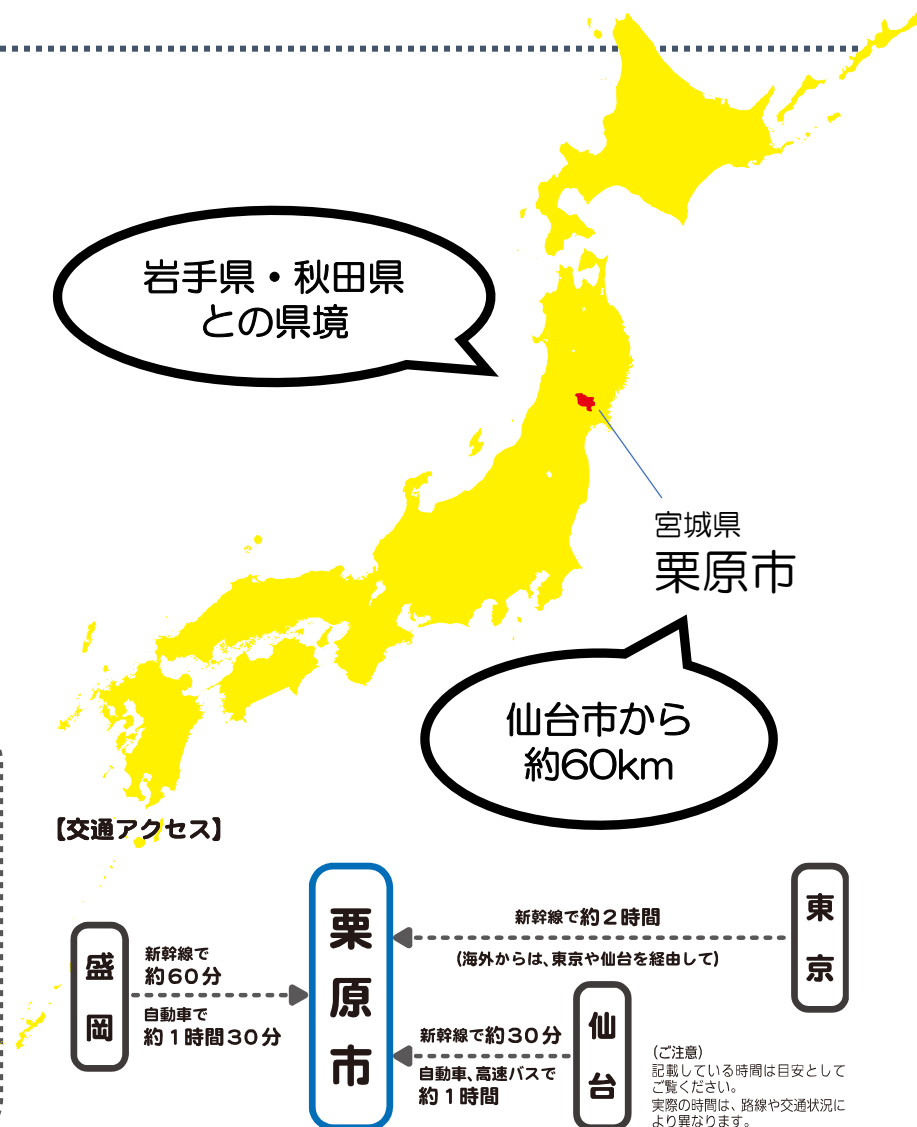 岩手県・秋田県
との県境
宮城県
栗原市
仙台市から
約60km
【交通アクセス】
盛岡
新幹線で
約60分
自動車で
約1時間30分
栗原市
新幹線で約2時間
(海外からは、東京や仙台を経由して)
東京
新幹線で約30分
自動車、高速バスで
約1時間
仙台
(ご注意)
記載している時間は目安として
ご覧ください。
実際の時間は、路線や交通状況に
より異なります。